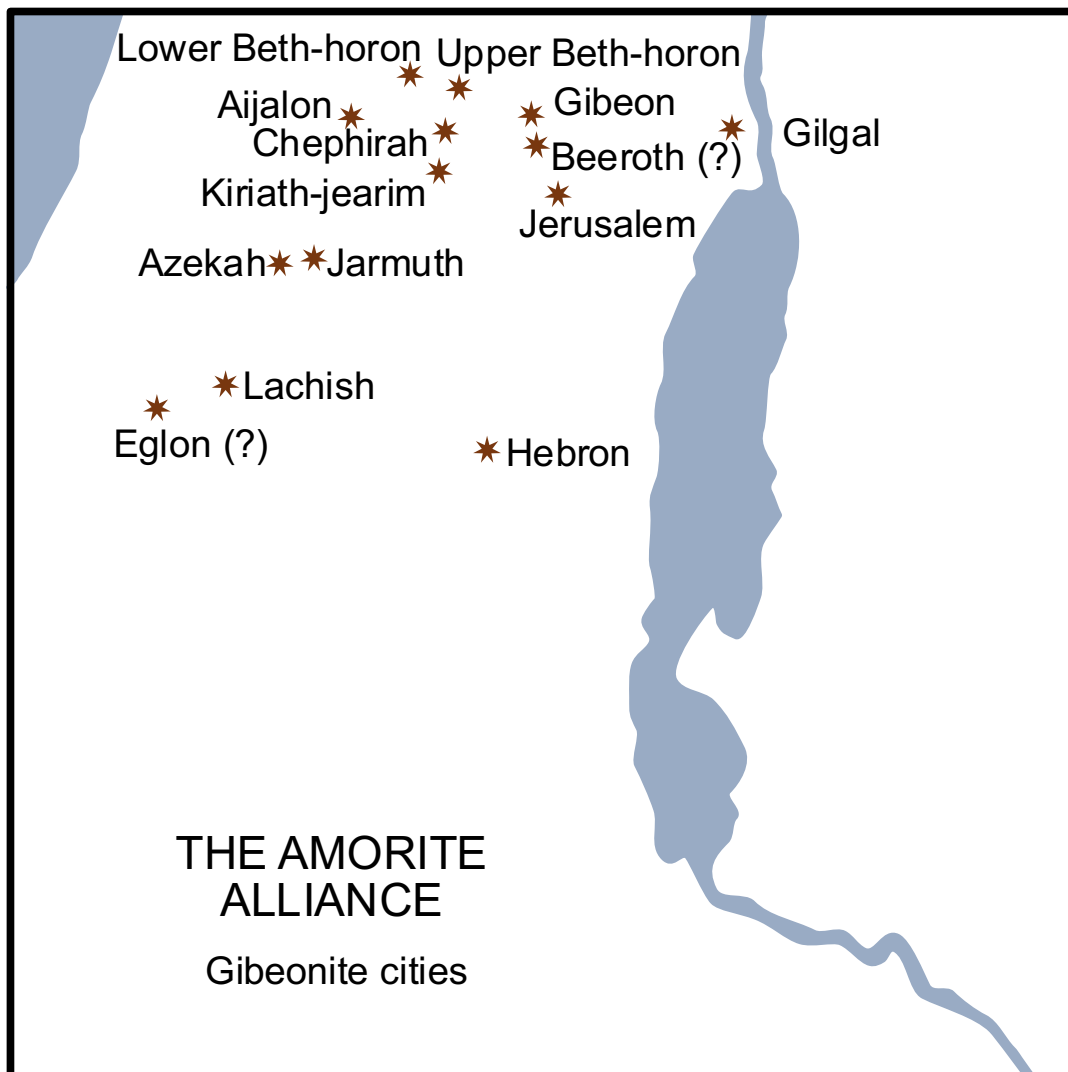 Lower Beth-horon
Upper Beth-horon
Aijalon
Gibeon
Chephirah
Beeroth (?)
Gilgal
Kiriath-jearim
Jerusalem
Azekah
Jarmuth
Lachish
Eglon (?)
Hebron
THE AMORITE
ALLIANCE
Gibeonite cities